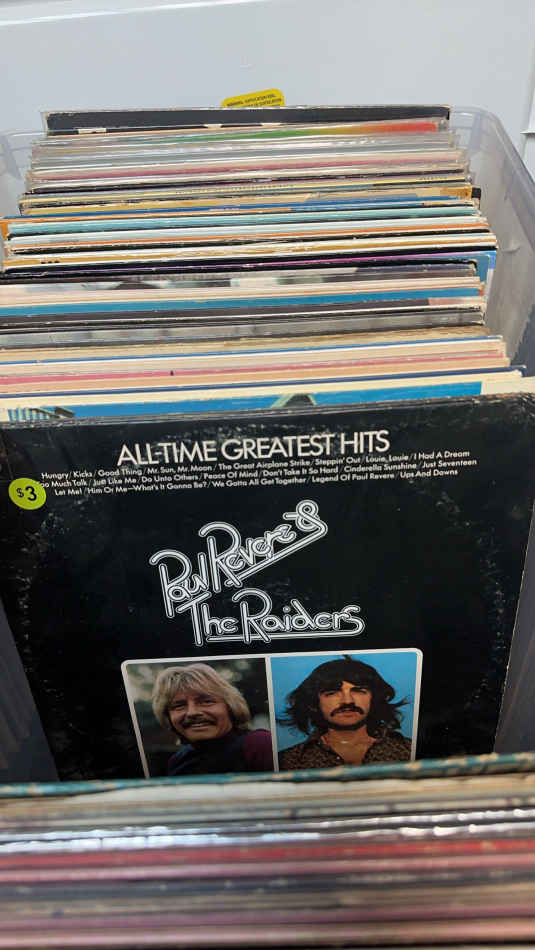 ALL-TIME GREATEST HITS
Hungry/Kicks/Good Thing/Mr. Sun, Mr. Moon/The Great Airplane Strike/Steppin' Out/Louie, Louie/I Had A Dream
Too Much Talk/Just Like Me/Do Unto Others/Peace Of Mind/Don't Take It So Hard/Cinderella Sunshine/Just Seventeen
Let Me!/Him Or Me—What's It Gonna Be?/We Gotta All Get Together/Legend Of Paul Revere/Ups And Downs
$3
Paul Revere &
The Raiders